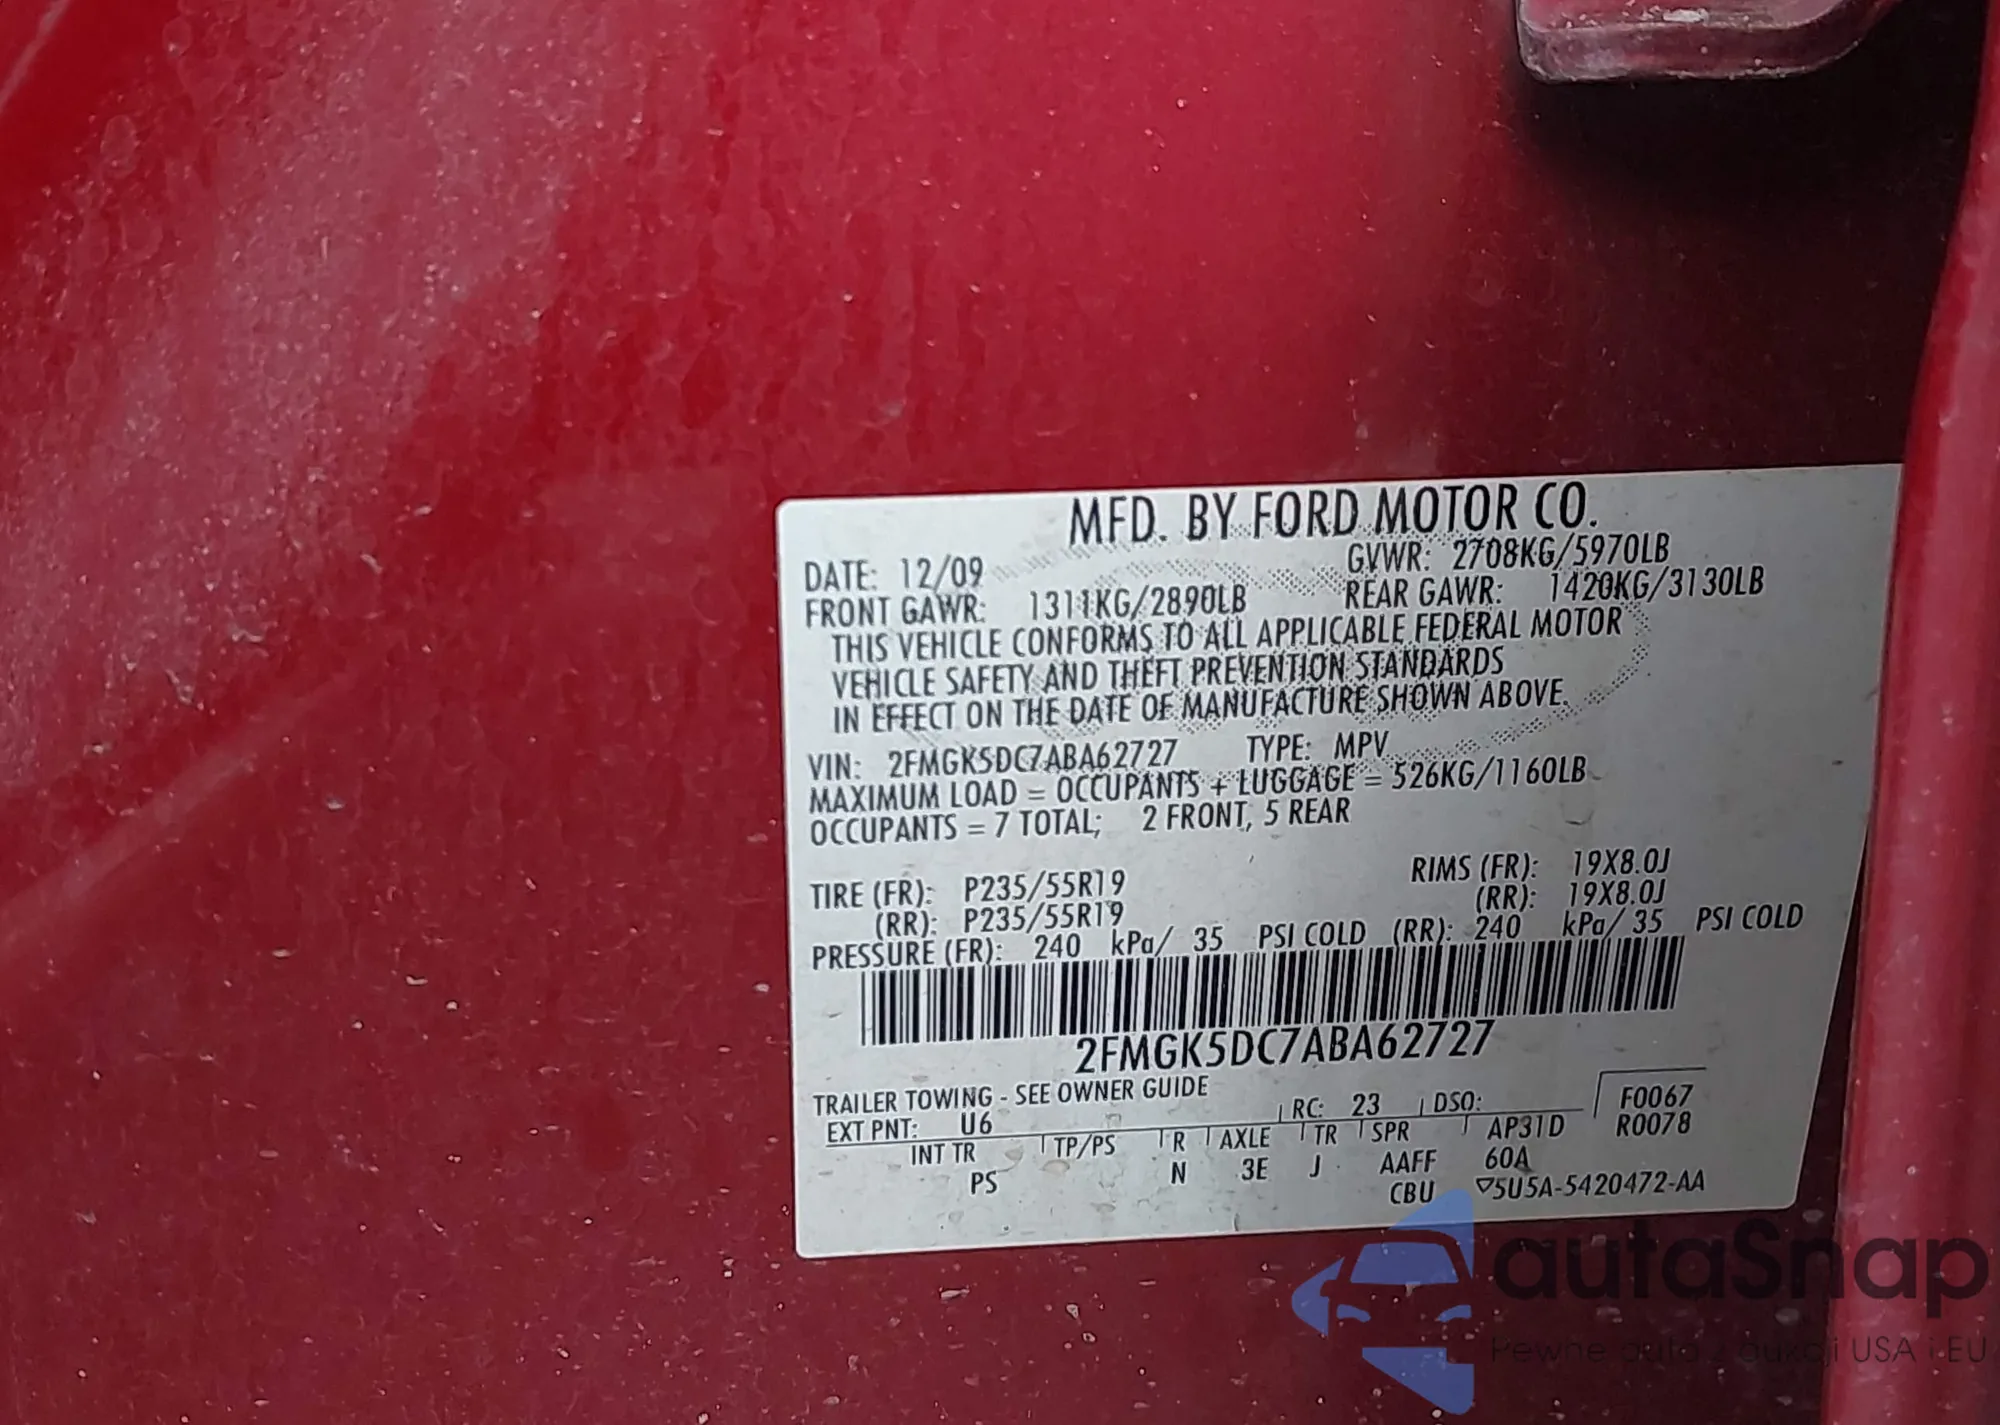 MFD. BY FORD MOTOR CO.
DATE: 12/09 GVWR: 2708KG/5970LB
FRONT GAWR: 1311KG/2890LB REAR GAWR: 1420KG/3130LB
THIS VEHICLE CONFORMS TO ALL APPLICABLE FEDERAL MOTOR
VEHICLE SAFETY AND THEFT PREVENTION STANDARDS
IN EFFECT ON THE DATE OF MANUFACTURE SHOWN ABOVE.
VIN: 2FMGK5DC7ABA62727 TYPE: MPV
MAXIMUM LOAD = OCCUPANTS + LUGGAGE = 526KG/1160LB
OCCUPANTS = 7 TOTAL; 2 FRONT, 5 REAR
TIRE (FR): P235/55R19 RIMS (FR): 19X8.0J
(RR): P235/55R19 (RR): 19X8.0J
PRESSURE (FR): 240 kPa/ 35 PSI COLD (RR): 240 kPa/ 35 PSI COLD
2FMGK5DC7ABA62727
TRAILER TOWING - SEE OWNER GUIDE
EXT PNT: U6 RC: 23 DSO: F0067
INT TR TP/PS R AXLE TR SPR AP31D R0078
PS N 3E J AAFF 60A
CBU ▽5U5A-5420472-AA
autaSnap
Pewne auta z aukcji USA i EU